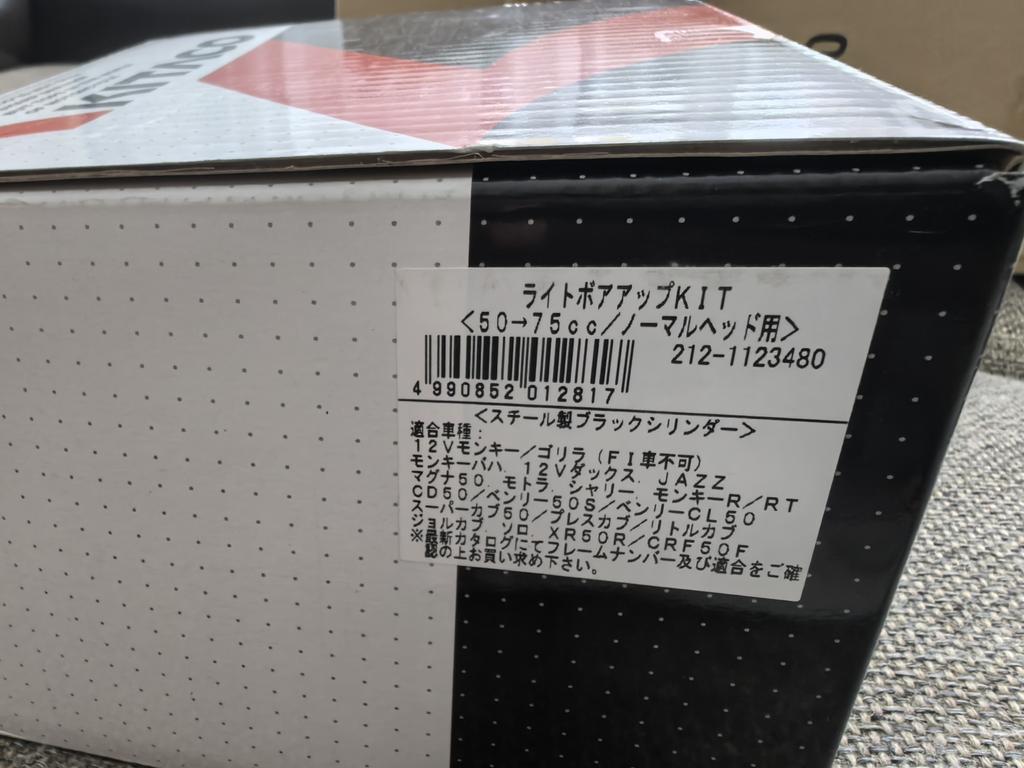 KITACO
ライトボアアップKIT
<50→75cc/ノーマルヘッド用>
212-1123480
4 990852 012817
<スチール製ブラックシリンダー>
適合車種:
12Vモンキー/ゴリラ(FI車不可)
モンキーバハ、12Vダックス、JAZZ
マグナ50、モトラ、シャリー、モンキーR/RT
CD50/ベンリー50S/ベンリーCL50
スーパーカブ50/プレスカブ/リトルカブ
ジョルカブ、ソロ、XR50R/CRF50F
※最新カタログにてフレームナンバー及び適合をご確
認の上お買い求め下さい。